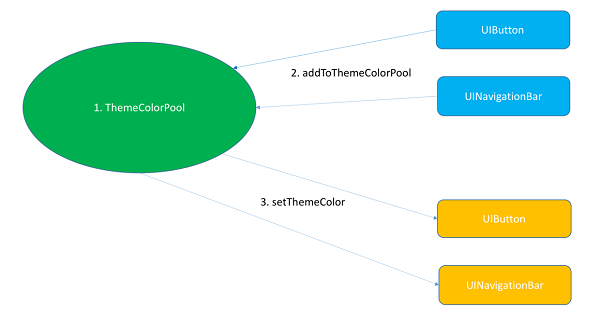 UIButton
2. addToThemeColorPool
UINavigationBar
1. ThemeColorPool
3. setThemeColor
UIButton
UINavigationBar